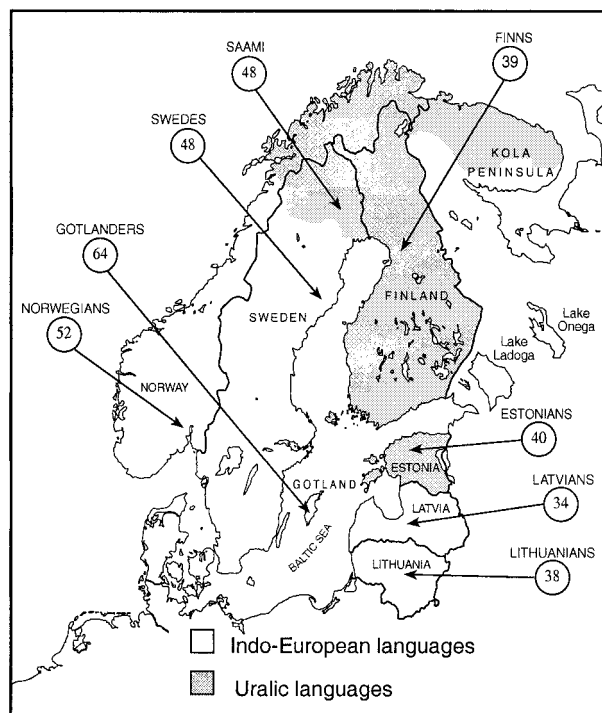 SAAMI
48
FINNS
39
SWEDES
48
KOLA
PENINSULA
GOTLANDERS
64
NORWEGIANS
52
SWEDEN
FINLAND
Lake
Onega
Lake
Ladoga
NORWAY
ESTONIANS
40
ESTONIA
GOTLAND
LATVIANS
34
LATVIA
BALTIC SEA
LITHUANIANS
38
LITHUANIA
Indo-European languages
Uralic languages